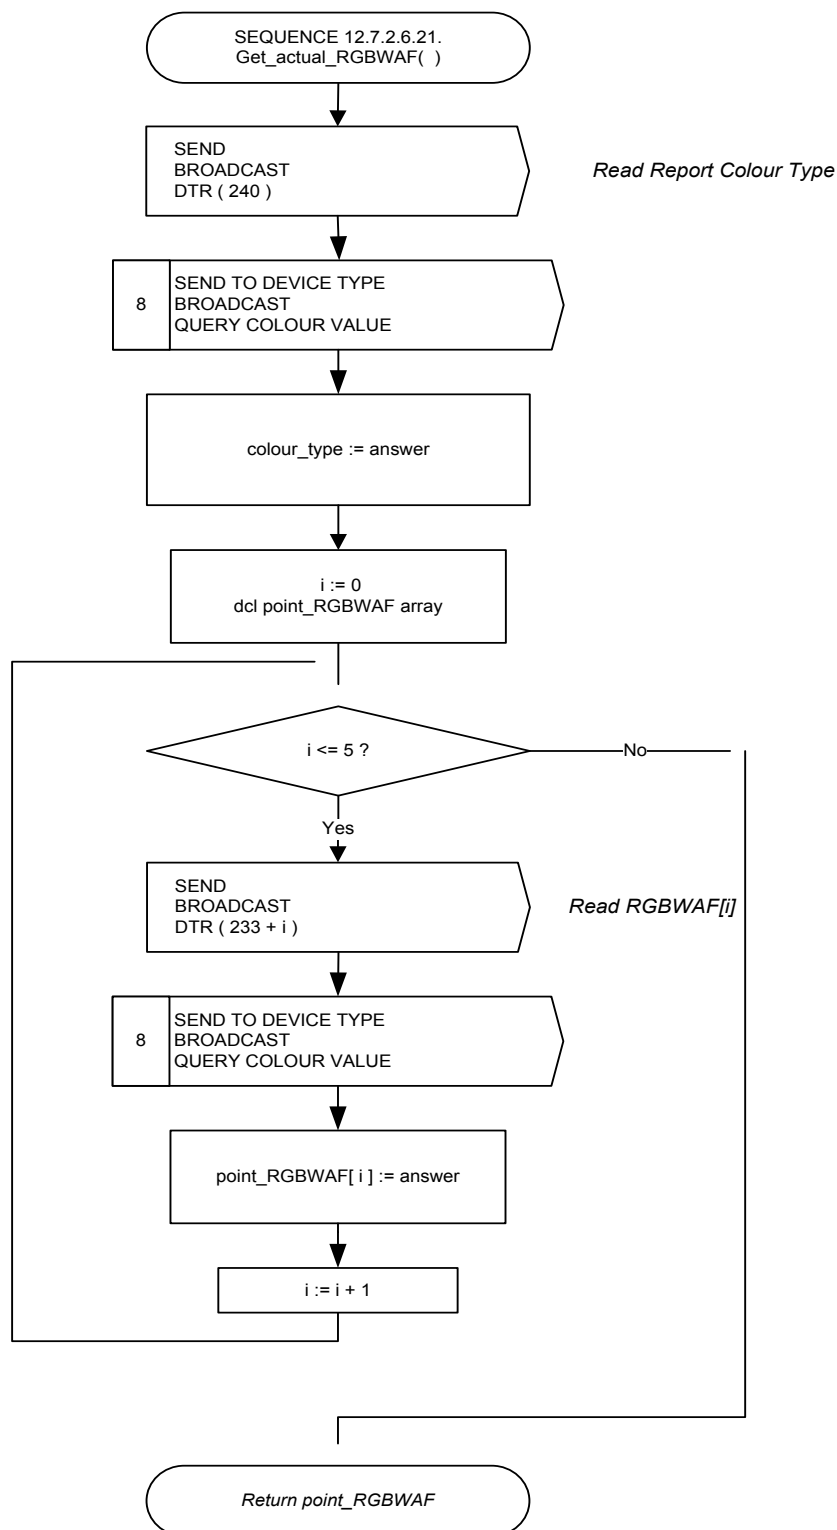 SEQUENCE 12.7.2.6.21.
Get_actual_RGBWAF( )
SEND
BROADCAST
DTR ( 240 )
Read Report Colour Type
8
SEND TO DEVICE TYPE
BROADCAST
QUERY COLOUR VALUE
colour_type := answer
i := 0
dcl point_RGBWAF array
i <= 5 ?
No
Yes
SEND
BROADCAST
DTR ( 233 + i )
Read RGBWAF[i]
8
SEND TO DEVICE TYPE
BROADCAST
QUERY COLOUR VALUE
point_RGBWAF[ i ] := answer
i := i + 1
Return point_RGBWAF